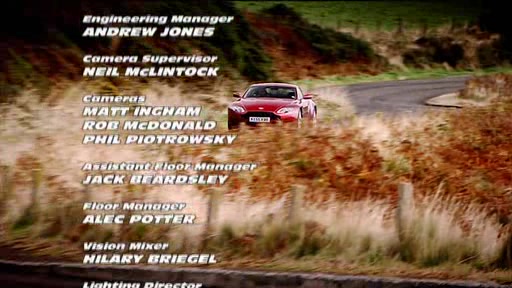 Engineering Manager
ANDREW JONES
Camera Supervisor
NEIL McLINTOCK
Cameras
MATT INGHAM
ROB McDONALD
PHIL PIOTROWSKY
Assistant Floor Manager
JACK BEARDSLEY
Floor Manager
ALEC POTTER
Vision Mixer
HILARY BRIEGEL
Lighting Director